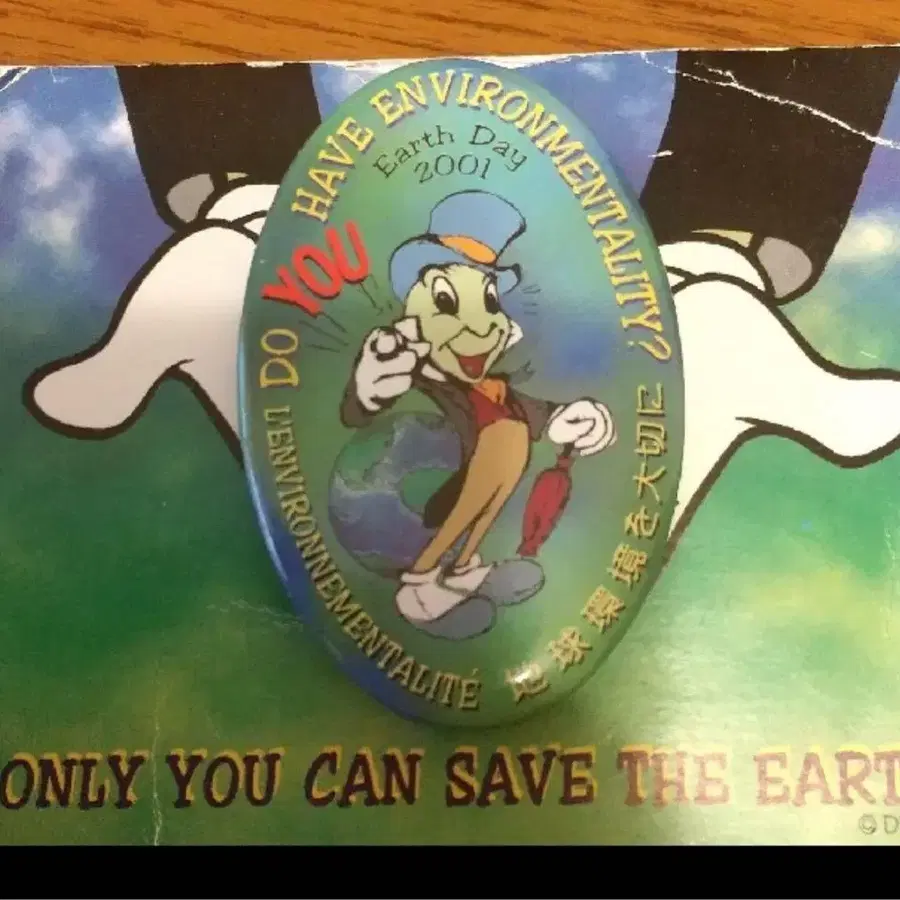 DO YOU HAVE ENVIRONMENTALITY?
Earth Day
2001
L'ENVIRONNEMENTALITÉ
地球環境を大切に
ONLY YOU CAN SAVE THE EART
©D